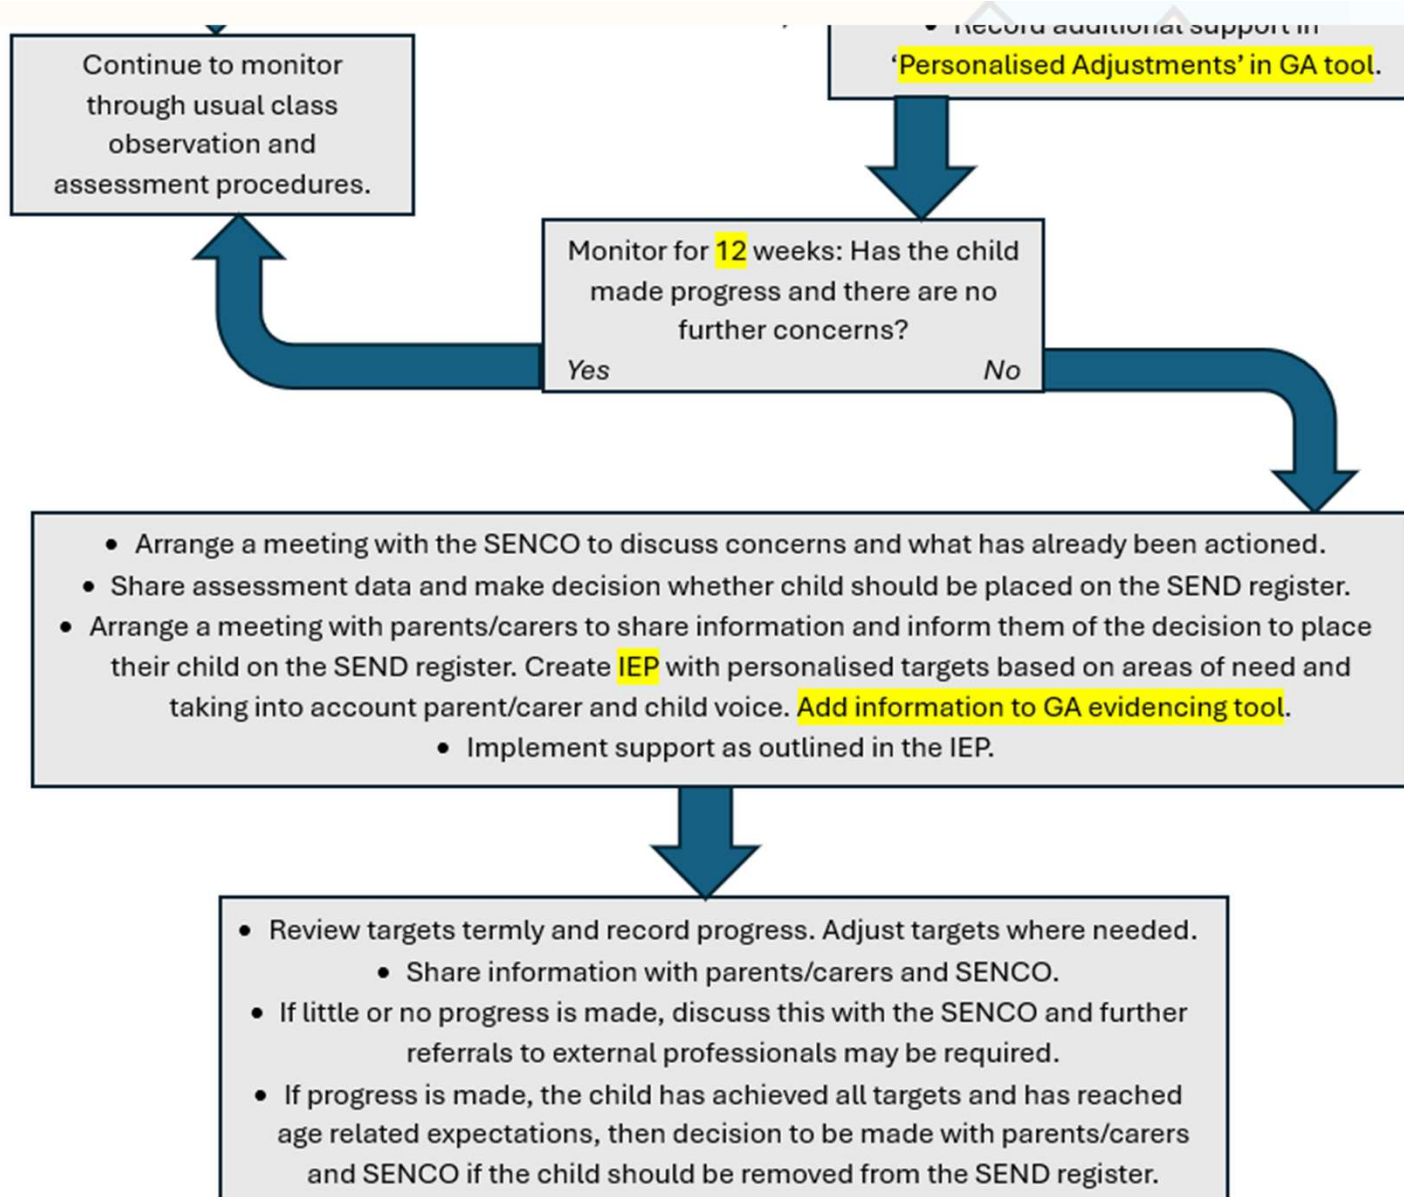 • Record additional support in
‘Personalised Adjustments’ in GA tool.
Continue to monitor
through usual class
observation and
assessment procedures.
Monitor for 12 weeks: Has the child
made progress and there are no
further concerns?
Yes No
• Arrange a meeting with the SENCO to discuss concerns and what has already been actioned.
• Share assessment data and make decision whether child should be placed on the SEND register.
• Arrange a meeting with parents/carers to share information and inform them of the decision to place
their child on the SEND register. Create IEP with personalised targets based on areas of need and
taking into account parent/carer and child voice. Add information to GA evidencing tool.
• Implement support as outlined in the IEP.
• Review targets termly and record progress. Adjust targets where needed.
• Share information with parents/carers and SENCO.
• If little or no progress is made, discuss this with the SENCO and further
referrals to external professionals may be required.
• If progress is made, the child has achieved all targets and has reached
age related expectations, then decision to be made with parents/carers
and SENCO if the child should be removed from the SEND register.